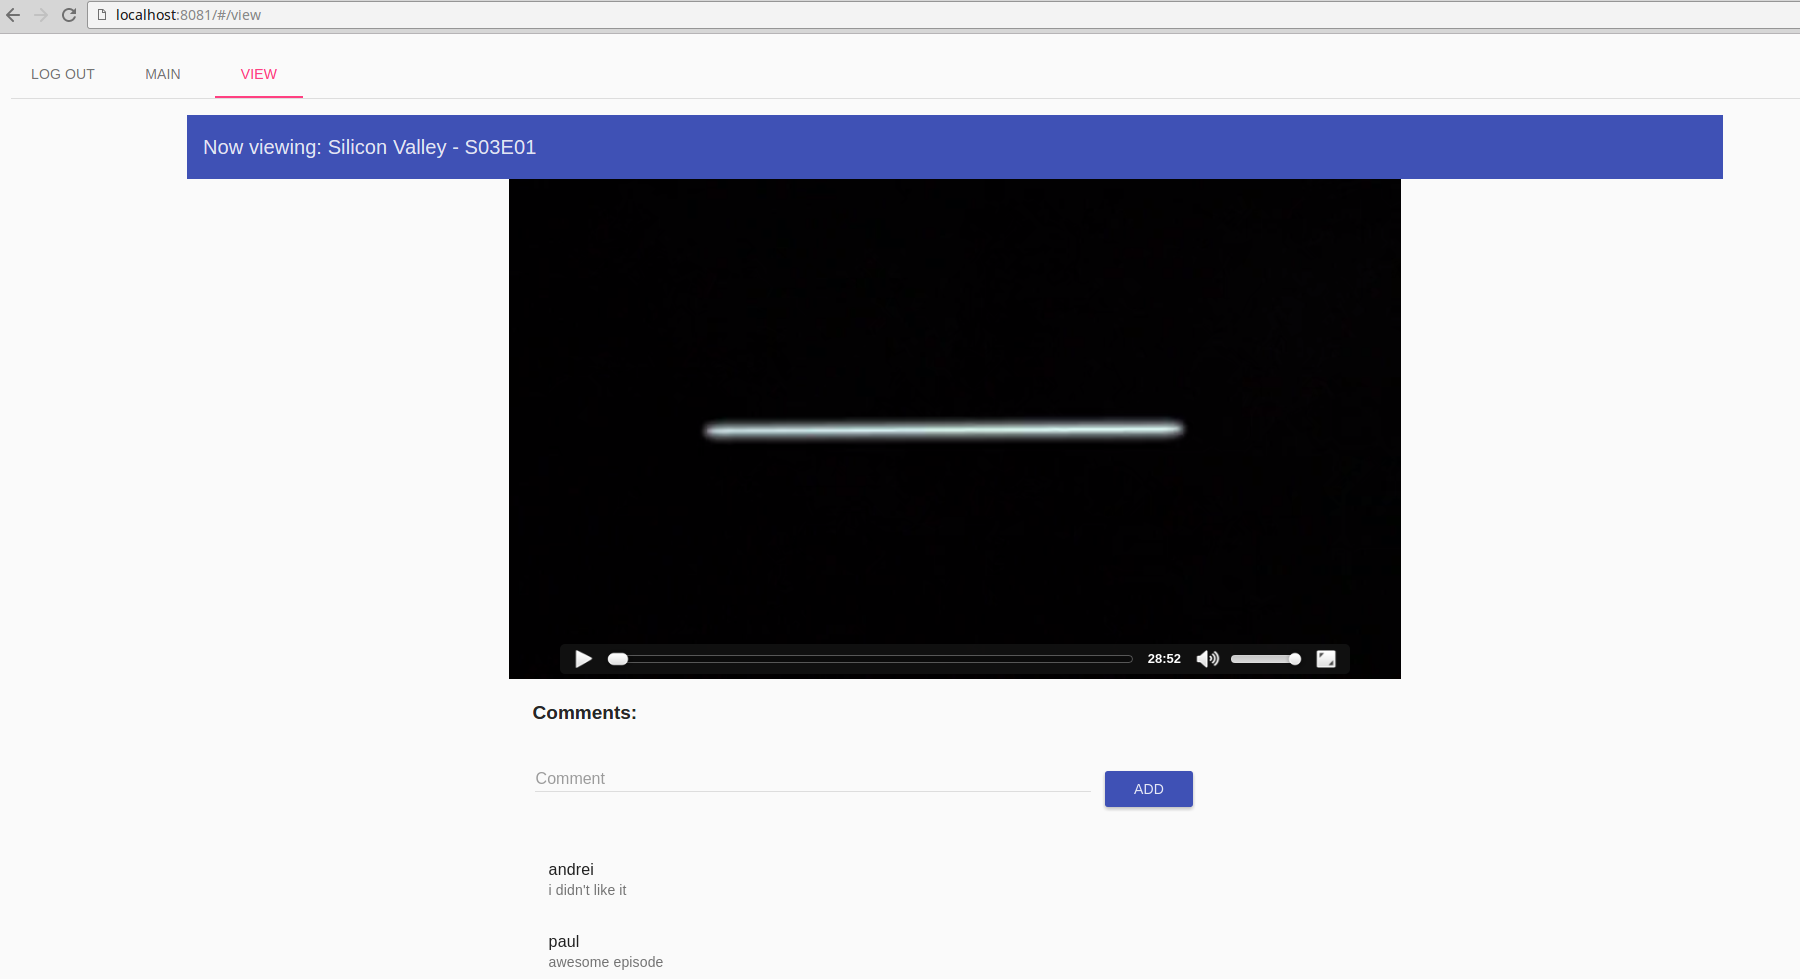 localhost:8081/#/view
LOG OUT MAIN VIEW
Now viewing: Silicon Valley - S03E01
28:52
Comments:
Comment
ADD
andrei
i didn't like it
paul
awesome episode